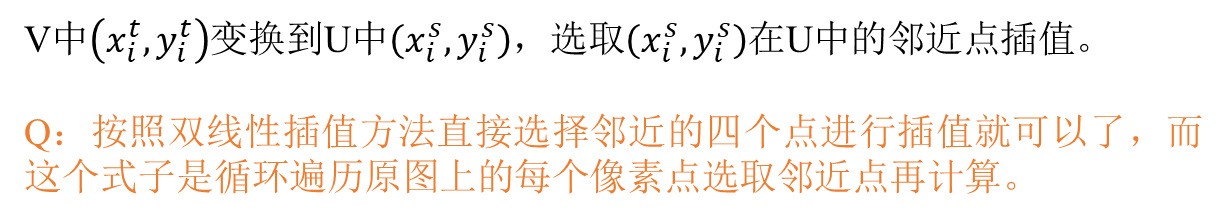 V中$(x_i^t, y_i^t)$变换到U中$(x_i^s, y_i^s)$，选取$(x_i^s, y_i^s)$在U中的邻近点插值。
Q：按照双线性插值方法直接选择邻近的四个点进行插值就可以了，而
这个式子是循环遍历原图上的每个像素点选取邻近点再计算。